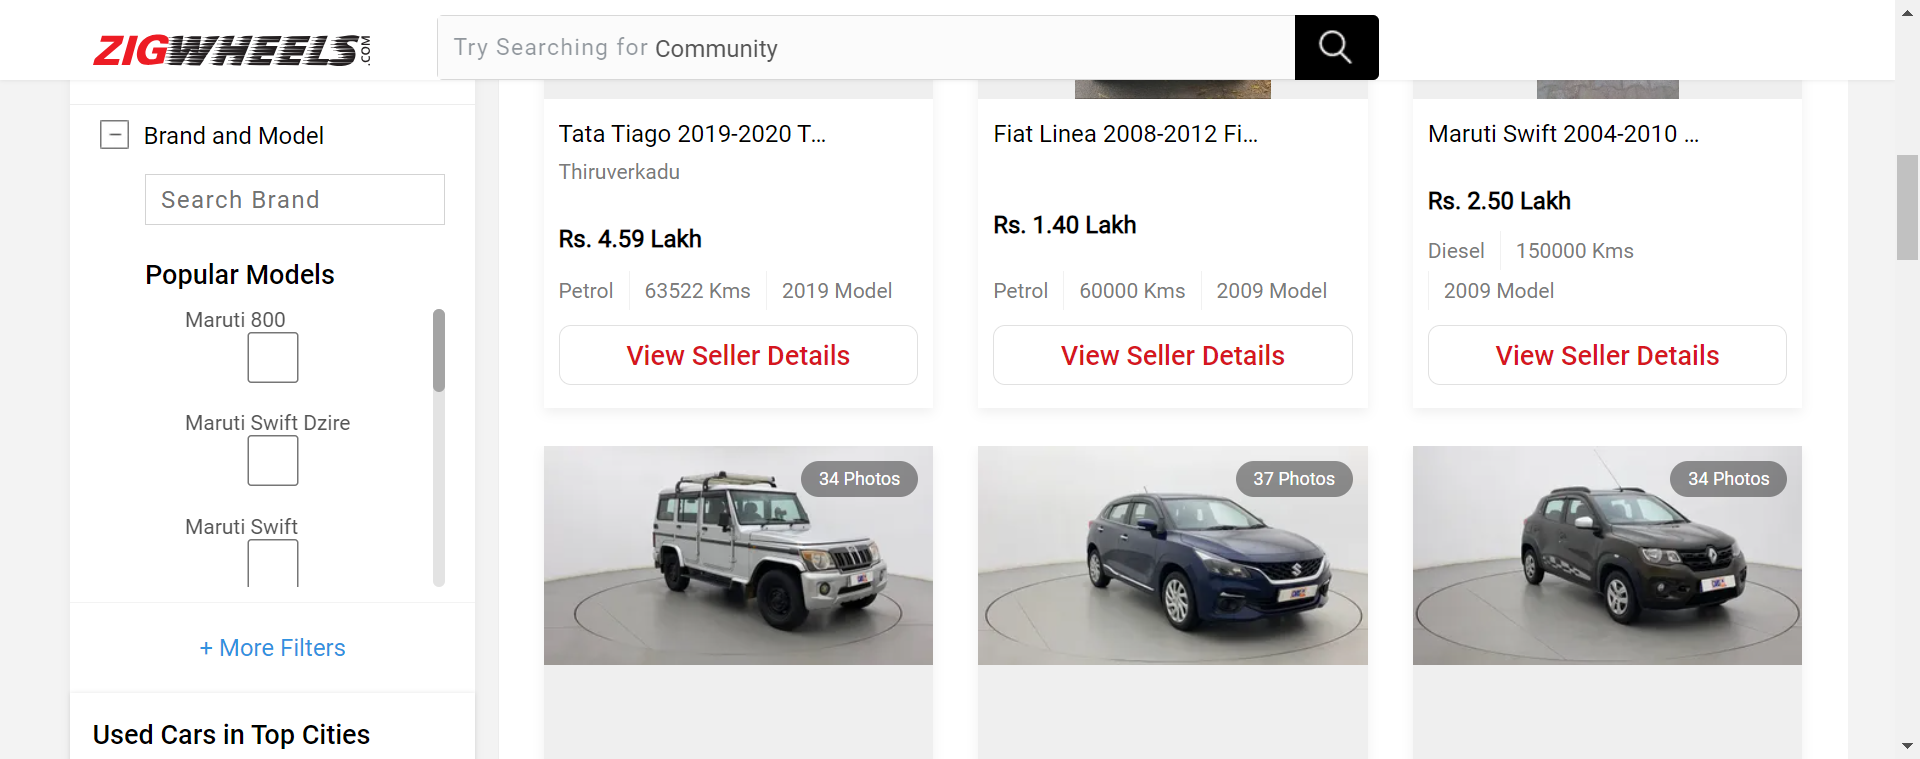 ZIGWHEELS.COM
Try Searching for Community
Brand and Model
Search Brand
Popular Models
Maruti 800
Maruti Swift Dzire
Maruti Swift
+ More Filters
Used Cars in Top Cities
Tata Tiago 2019-2020 T...
Thiruverkadu
Rs. 4.59 Lakh
Petrol 63522 Kms 2019 Model
View Seller Details
Fiat Linea 2008-2012 Fi...
Rs. 1.40 Lakh
Petrol 60000 Kms 2009 Model
View Seller Details
Maruti Swift 2004-2010 ...
Rs. 2.50 Lakh
Diesel 150000 Kms
2009 Model
View Seller Details
34 Photos
37 Photos
34 Photos